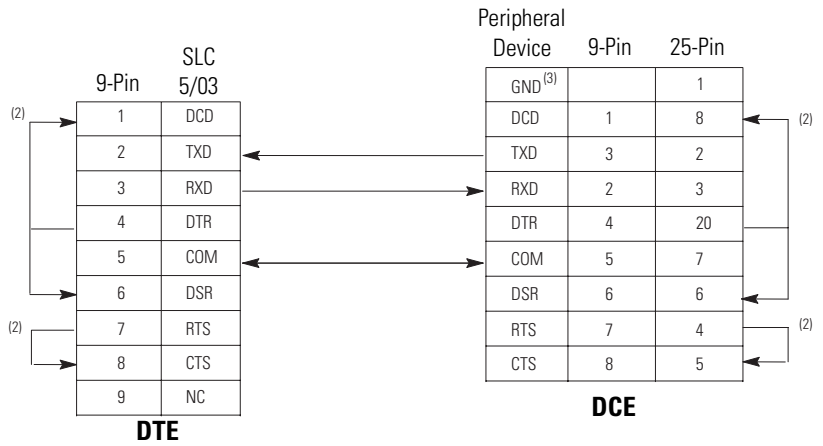 SLC
9-Pin 5/03
(2) 1 DCD
2 TXD
3 RXD
4 DTR
5 COM
6 DSR
(2) 7 RTS
8 CTS
9 NC
DTE
Peripheral
Device 9-Pin 25-Pin
GND(3) 1
DCD 1 8 (2)
TXD 3 2
RXD 2 3
DTR 4 20
COM 5 7
DSR 6 6
RTS 7 4 (2)
CTS 8 5
DCE